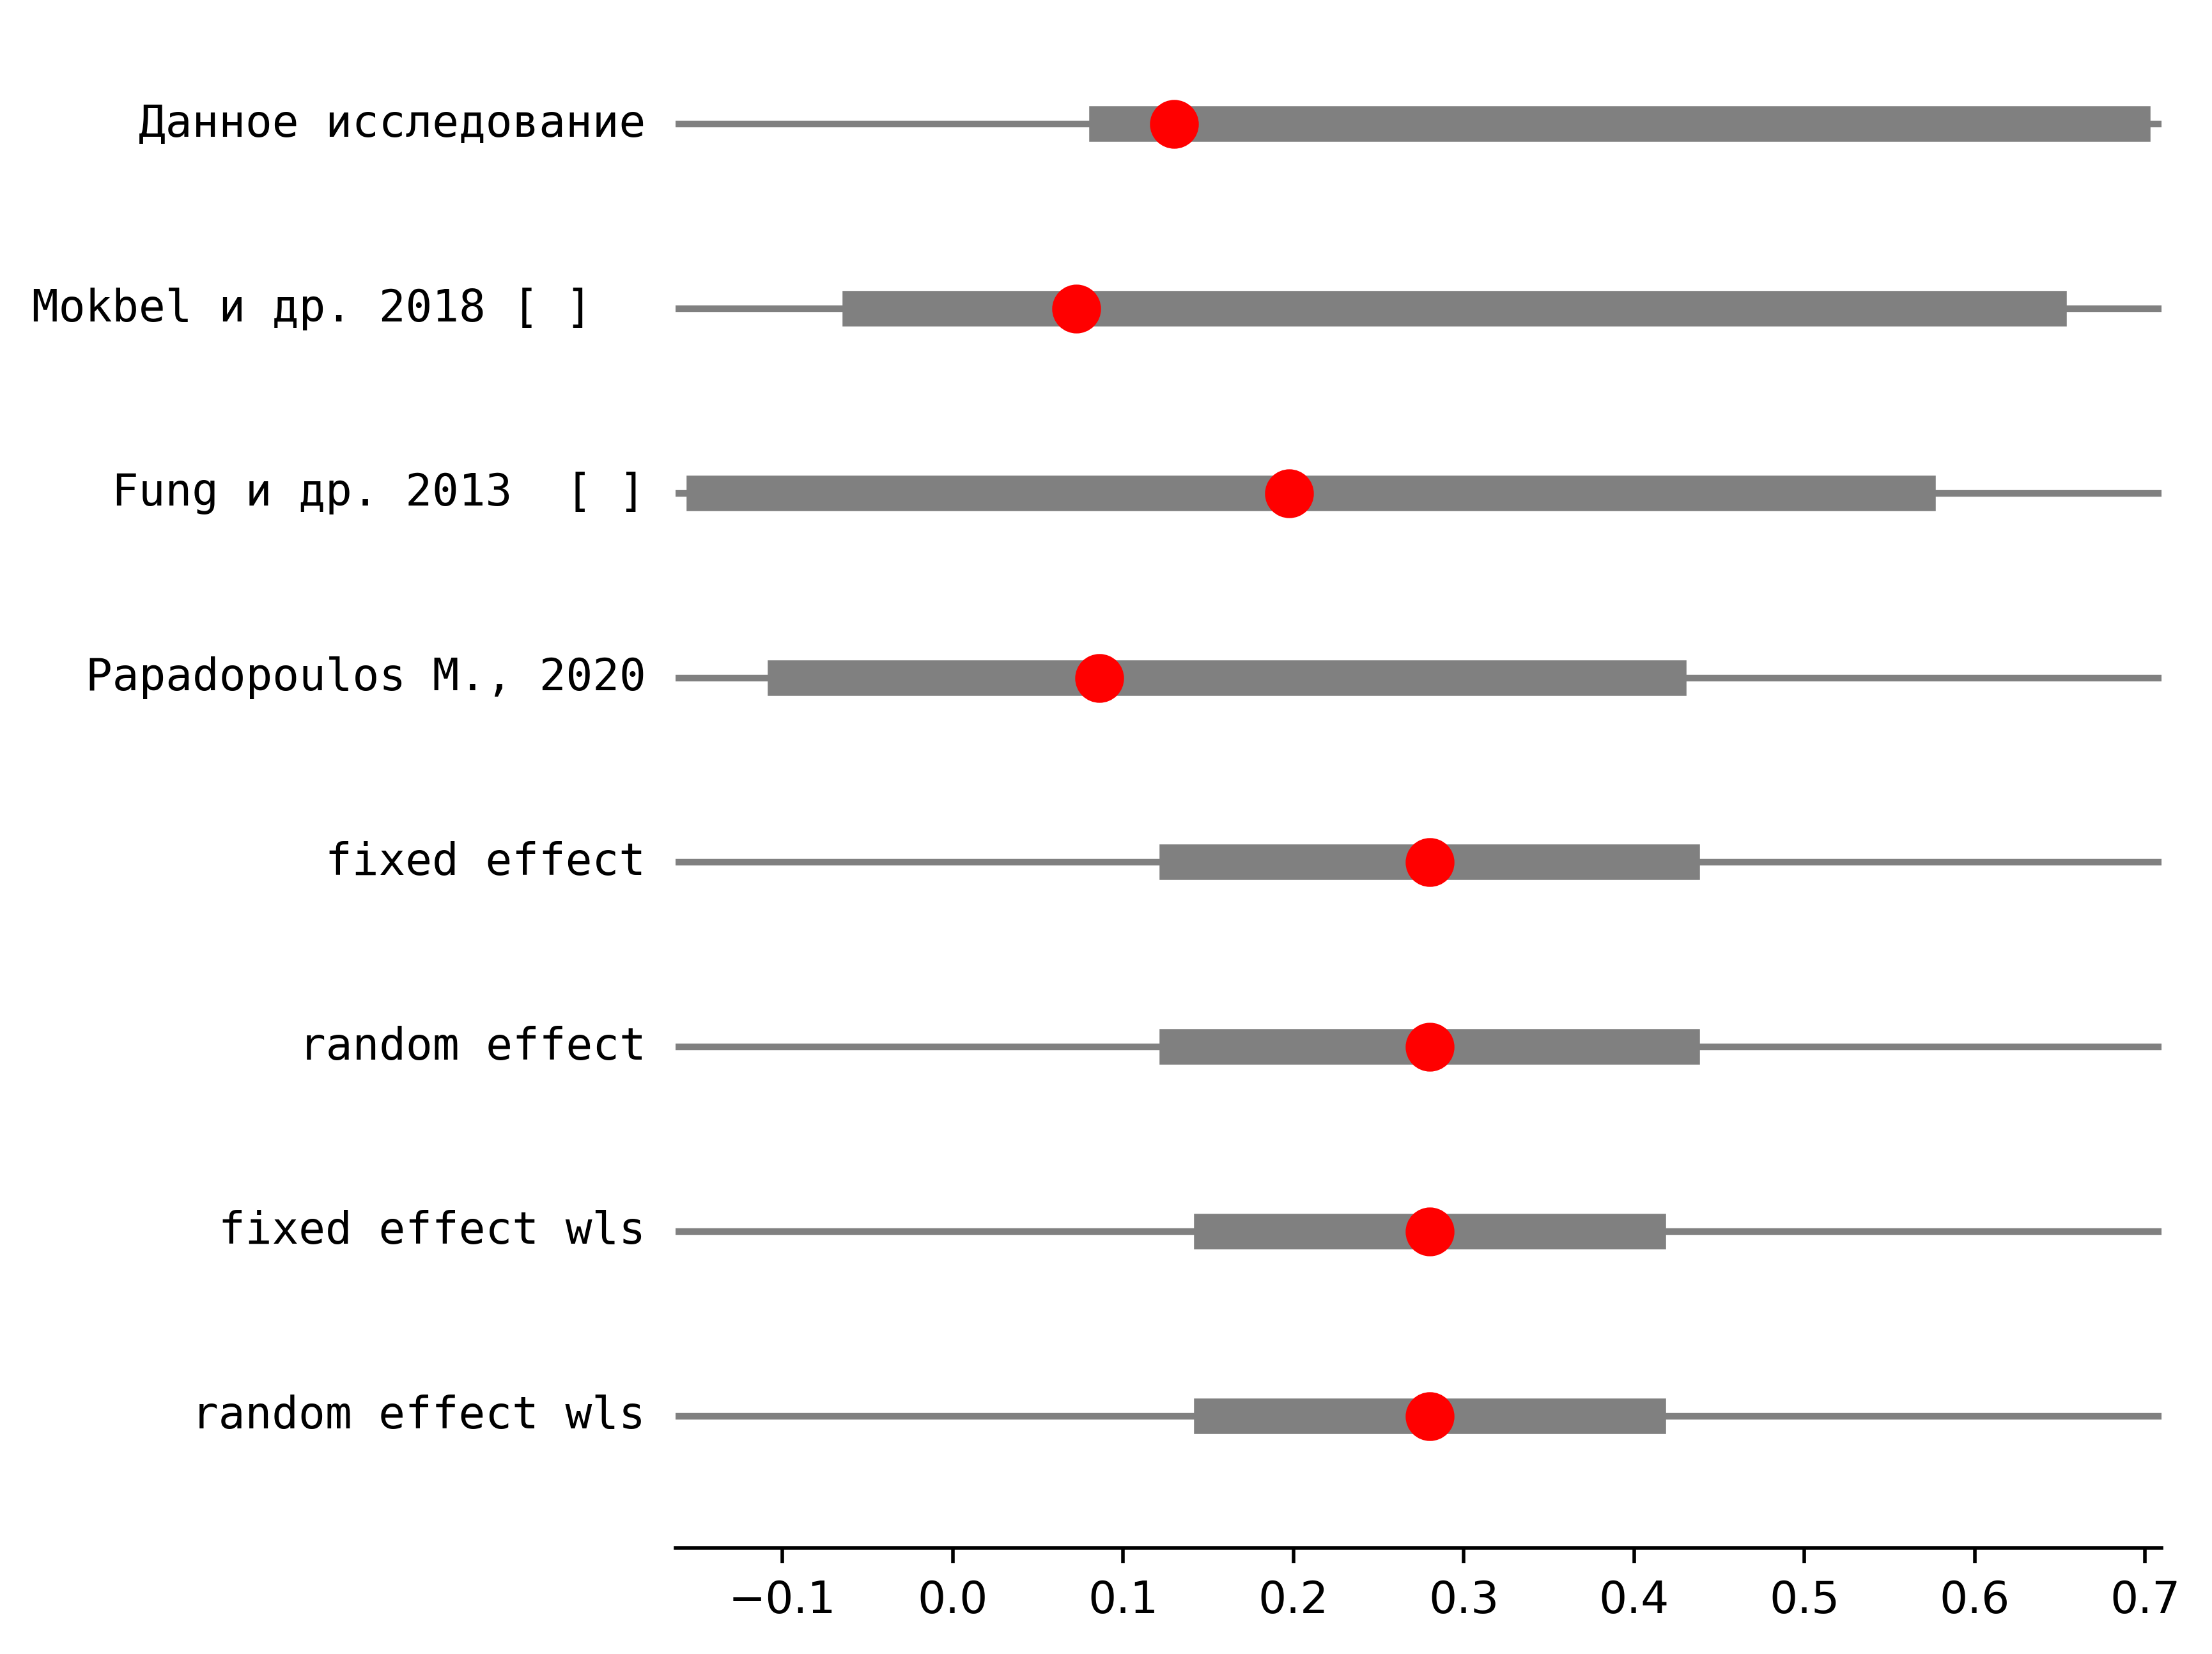 Данное исследование
Mokbel и др. 2018 [ ]
Fung и др. 2013  [ ]
Papadopoulos M., 2020
fixed effect
random effect
fixed effect wls
random effect wls
−0.1 0.0 0.1 0.2 0.3 0.4 0.5 0.6 0.7